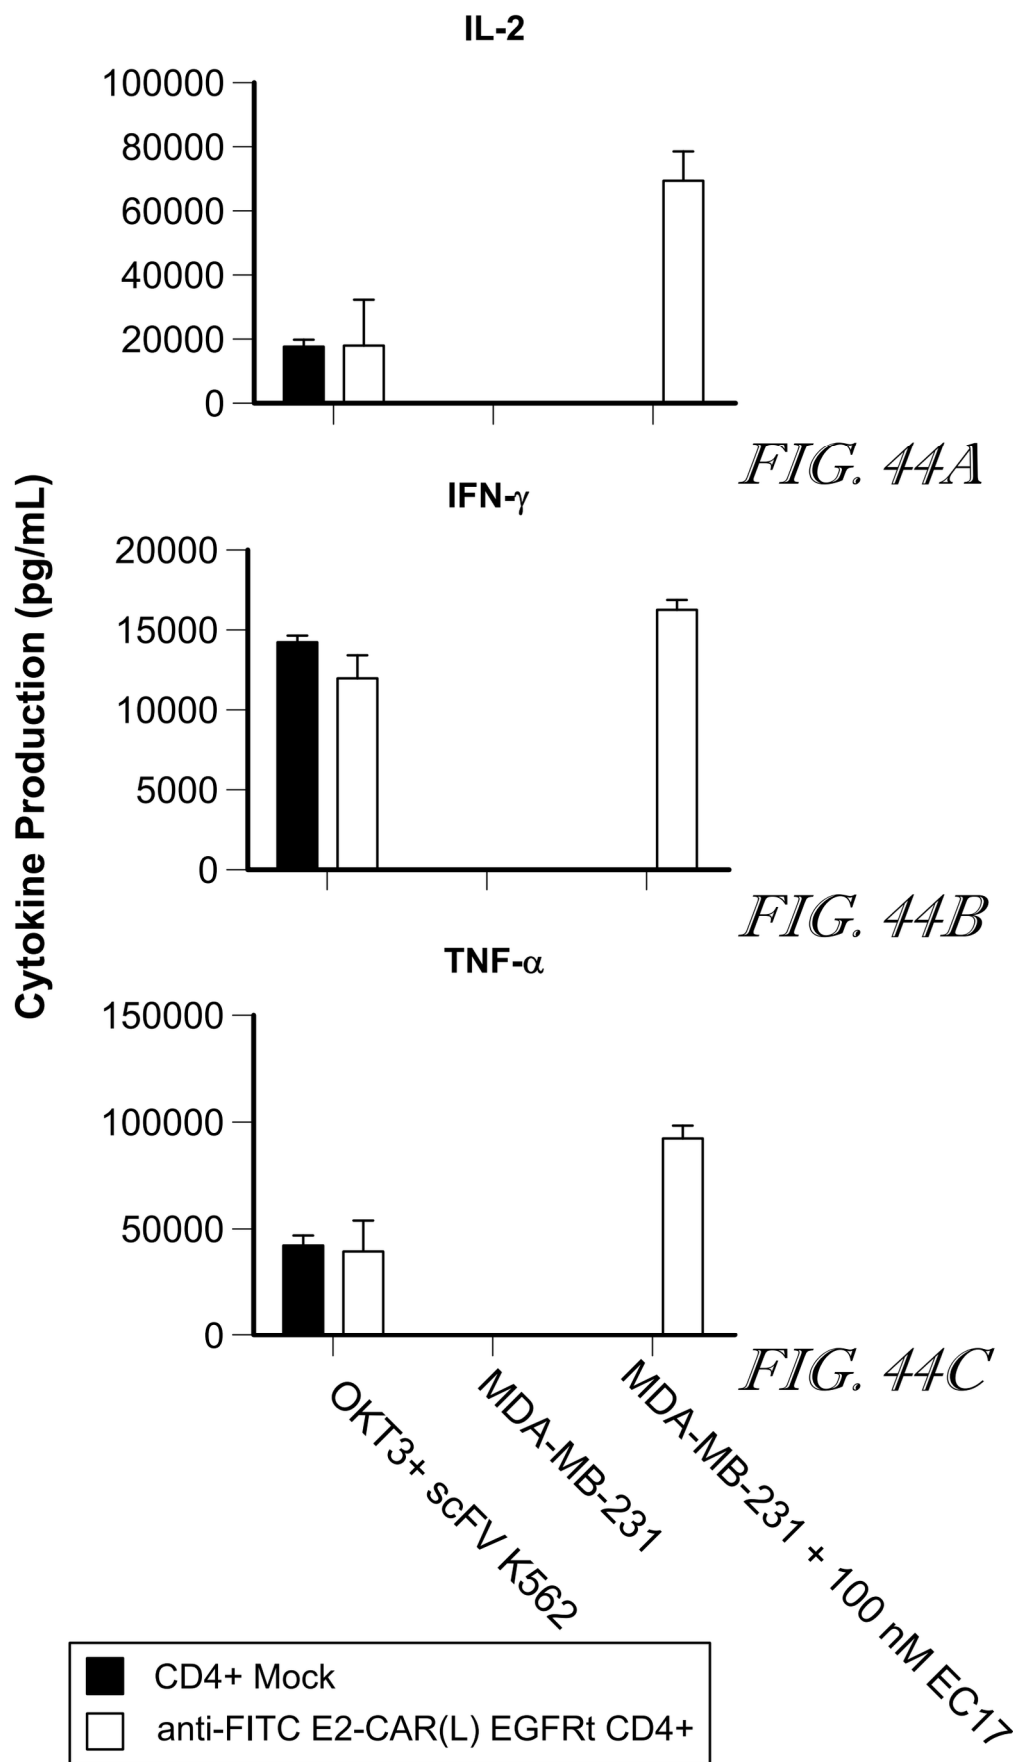 IL-2
100000
80000
60000
40000
20000
0
FIG. 44A
Cytokine Production (pg/mL)
IFN-γ
20000
15000
10000
5000
0
FIG. 44B
TNF-α
150000
100000
50000
0
FIG. 44C
OKT3+ scFV K562
MDA-MB-231
MDA-MB-231 + 100 nM EC17
CD4+ Mock
anti-FITC E2-CAR(L) EGFRt CD4+